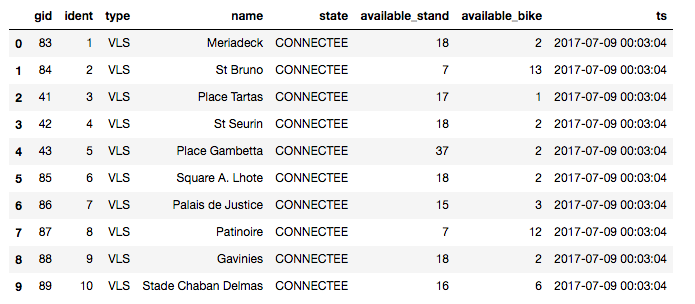 gid ident type name state available_stand available_bike ts
0 83 1 VLS Meriadeck CONNECTEE 18 2 2017-07-09 00:03:04
1 84 2 VLS St Bruno CONNECTEE 7 13 2017-07-09 00:03:04
2 41 3 VLS Place Tartas CONNECTEE 17 1 2017-07-09 00:03:04
3 42 4 VLS St Seurin CONNECTEE 18 2 2017-07-09 00:03:04
4 43 5 VLS Place Gambetta CONNECTEE 37 2 2017-07-09 00:03:04
5 85 6 VLS Square A. Lhote CONNECTEE 18 2 2017-07-09 00:03:04
6 86 7 VLS Palais de Justice CONNECTEE 15 3 2017-07-09 00:03:04
7 87 8 VLS Patinoire CONNECTEE 7 12 2017-07-09 00:03:04
8 88 9 VLS Gavinies CONNECTEE 18 2 2017-07-09 00:03:04
9 89 10 VLS Stade Chaban Delmas CONNECTEE 16 6 2017-07-09 00:03:04